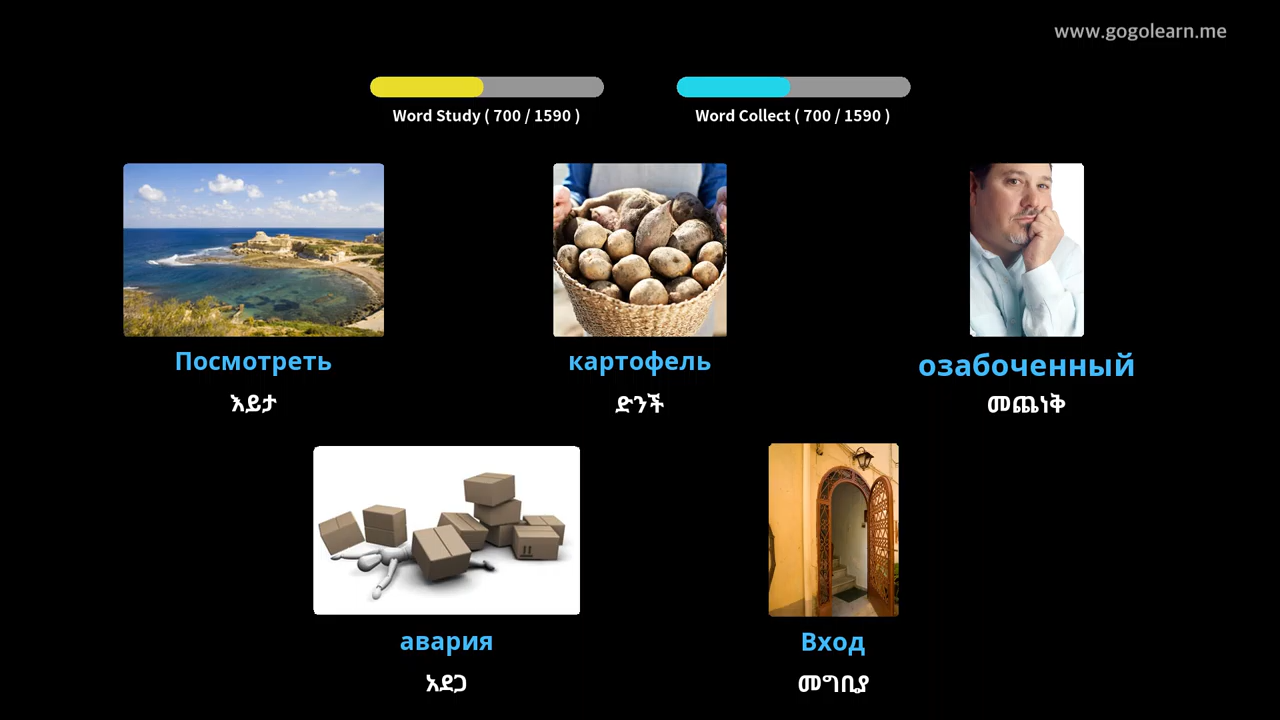 www.gogolearn.me
Word Study ( 700 / 1590 )
Word Collect ( 700 / 1590 )
Посмотреть
እይታ
картофель
ድንች
озабоченный
መጨነቅ
авария
አደጋ
Вход
መግቢያ